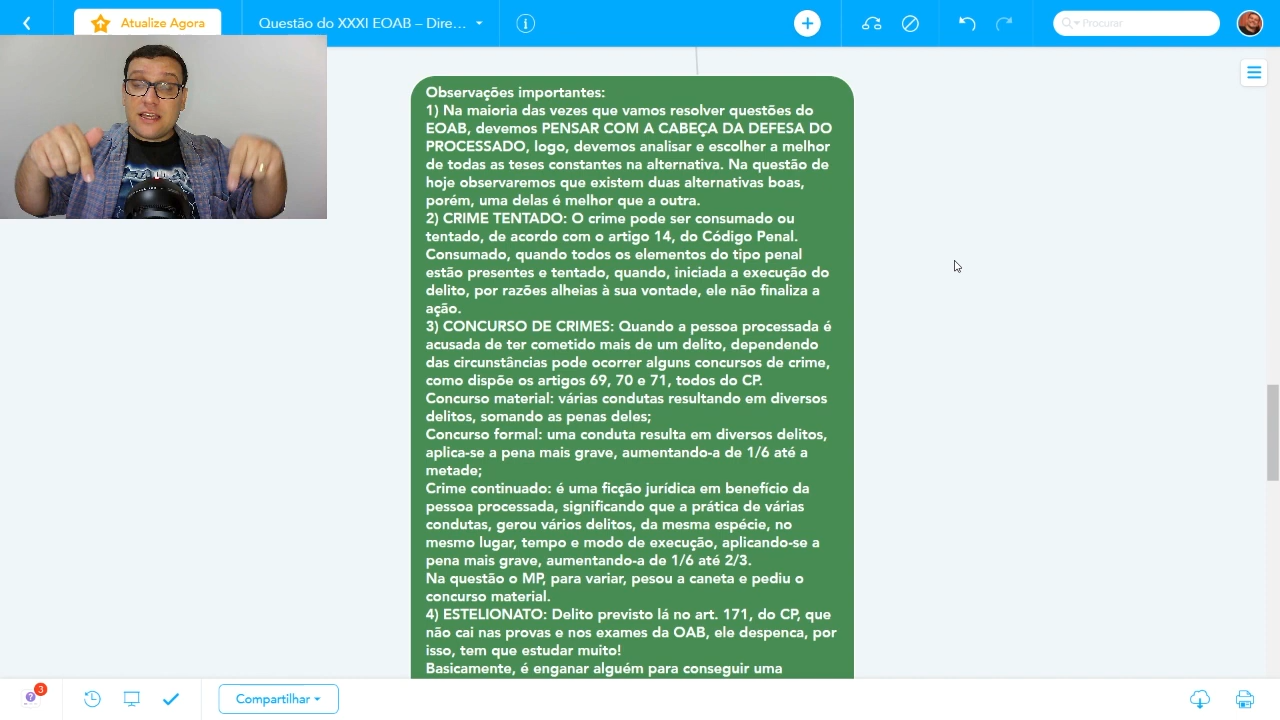 Atualize Agora
Questão do XXXI EOAB – Dire...
Procurar
Observações importantes:
1) Na maioria das vezes que vamos resolver questões do
EOAB, devemos PENSAR COM A CABEÇA DA DEFESA DO
PROCESSADO, logo, devemos analisar e escolher a melhor
de todas as teses constantes na alternativa. Na questão de
hoje observaremos que existem duas alternativas boas,
porém, uma delas é melhor que a outra.
2) CRIME TENTADO: O crime pode ser consumado ou
tentado, de acordo com o artigo 14, do Código Penal.
Consumado, quando todos os elementos do tipo penal
estão presentes e tentado, quando, iniciada a execução do
delito, por razões alheias à sua vontade, ele não finaliza a
ação.
3) CONCURSO DE CRIMES: Quando a pessoa processada é
acusada de ter cometido mais de um delito, dependendo
das circunstâncias pode ocorrer alguns concursos de crime,
como dispõe os artigos 69, 70 e 71, todos do CP.
Concurso material: várias condutas resultando em diversos
delitos, somando as penas deles;
Concurso formal: uma conduta resulta em diversos delitos,
aplica-se a pena mais grave, aumentando-a de 1/6 até a
metade;
Crime continuado: é uma ficção jurídica em benefício da
pessoa processada, significando que a prática de várias
condutas, gerou vários delitos, da mesma espécie, no
mesmo lugar, tempo e modo de execução, aplicando-se a
pena mais grave, aumentando-a de 1/6 até 2/3.
Na questão o MP, para variar, pesou a caneta e pediu o
concurso material.
4) ESTELIONATO: Delito previsto lá no art. 171, do CP, que
não cai nas provas e nos exames da OAB, ele despenca, por
isso, tem que estudar muito!
Basicamente, é enganar alguém para conseguir uma
3
Compartilhar